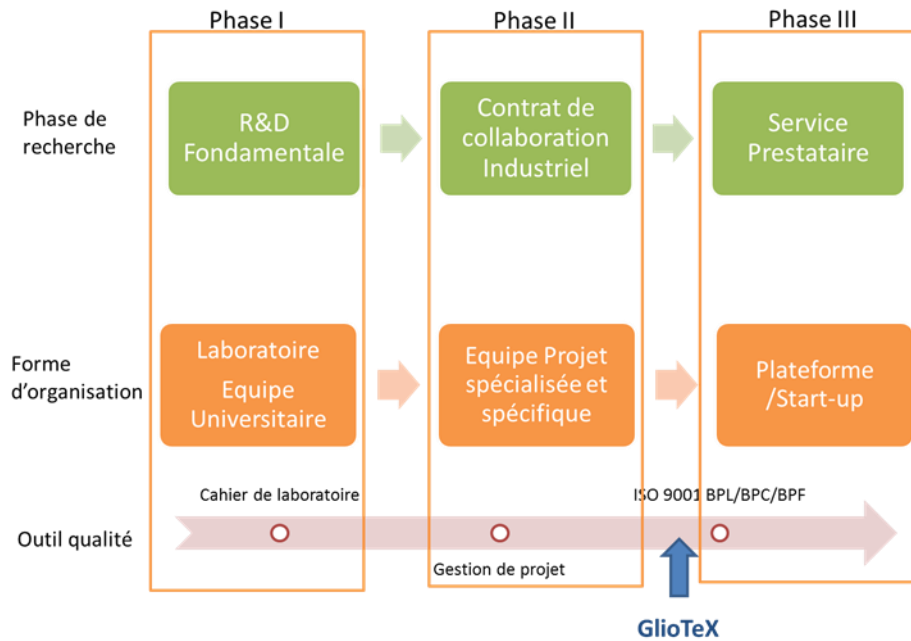 Phase I
Phase II
Phase III
Phase de
recherche
R&D
Fondamentale
Contrat de
collaboration
Industriel
Service
Prestataire
Forme
d'organisation
Laboratoire
Equipe
Universitaire
Equipe Projet
spécialisée et
spécifique
Plateforme
/Start-up
Cahier de laboratoire
ISO 9001 BPL/BPC/BPF
Outil qualité
Gestion de projet
GlioTeX